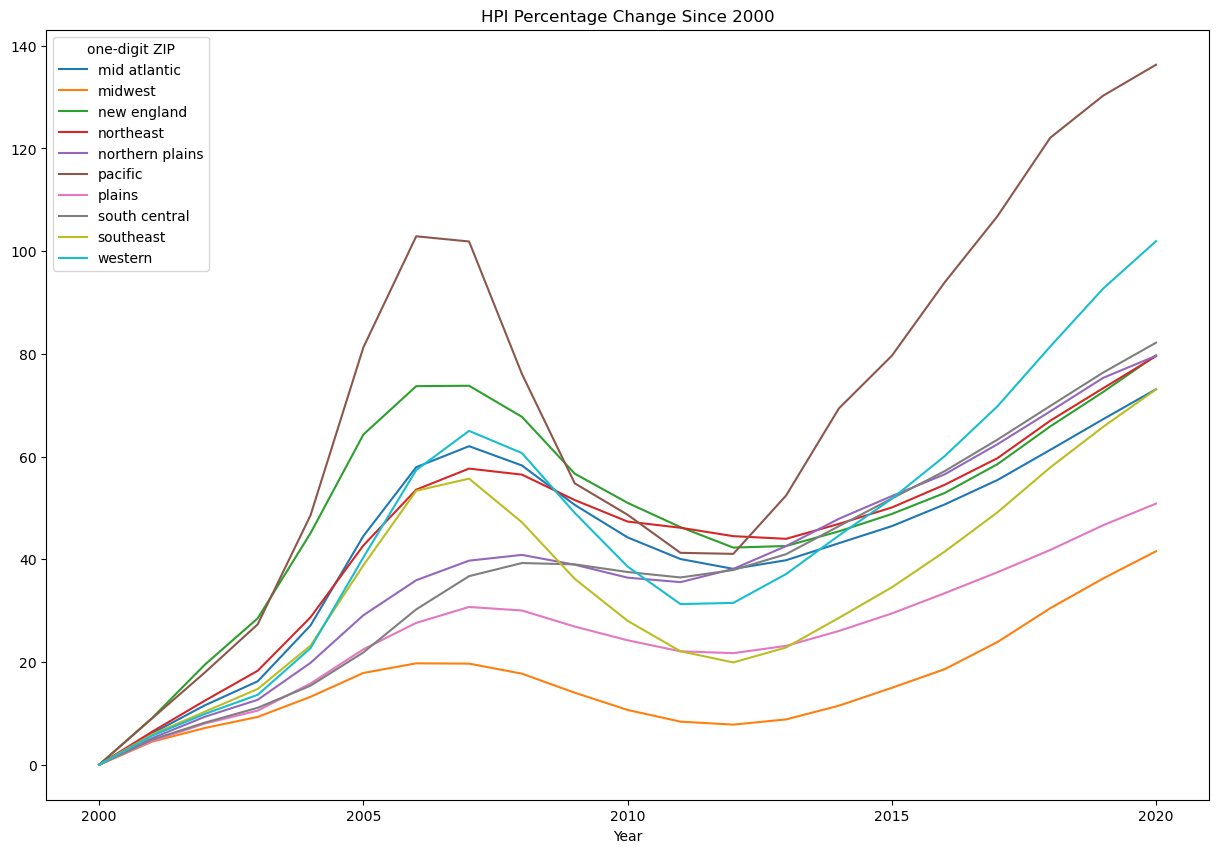 HPI Percentage Change Since 2000
140
120
100
80
60
40
20
0
one-digit ZIP
mid atlantic
midwest
new england
northeast
northern plains
pacific
plains
south central
southeast
western
2000
2005
2010
2015
2020
Year